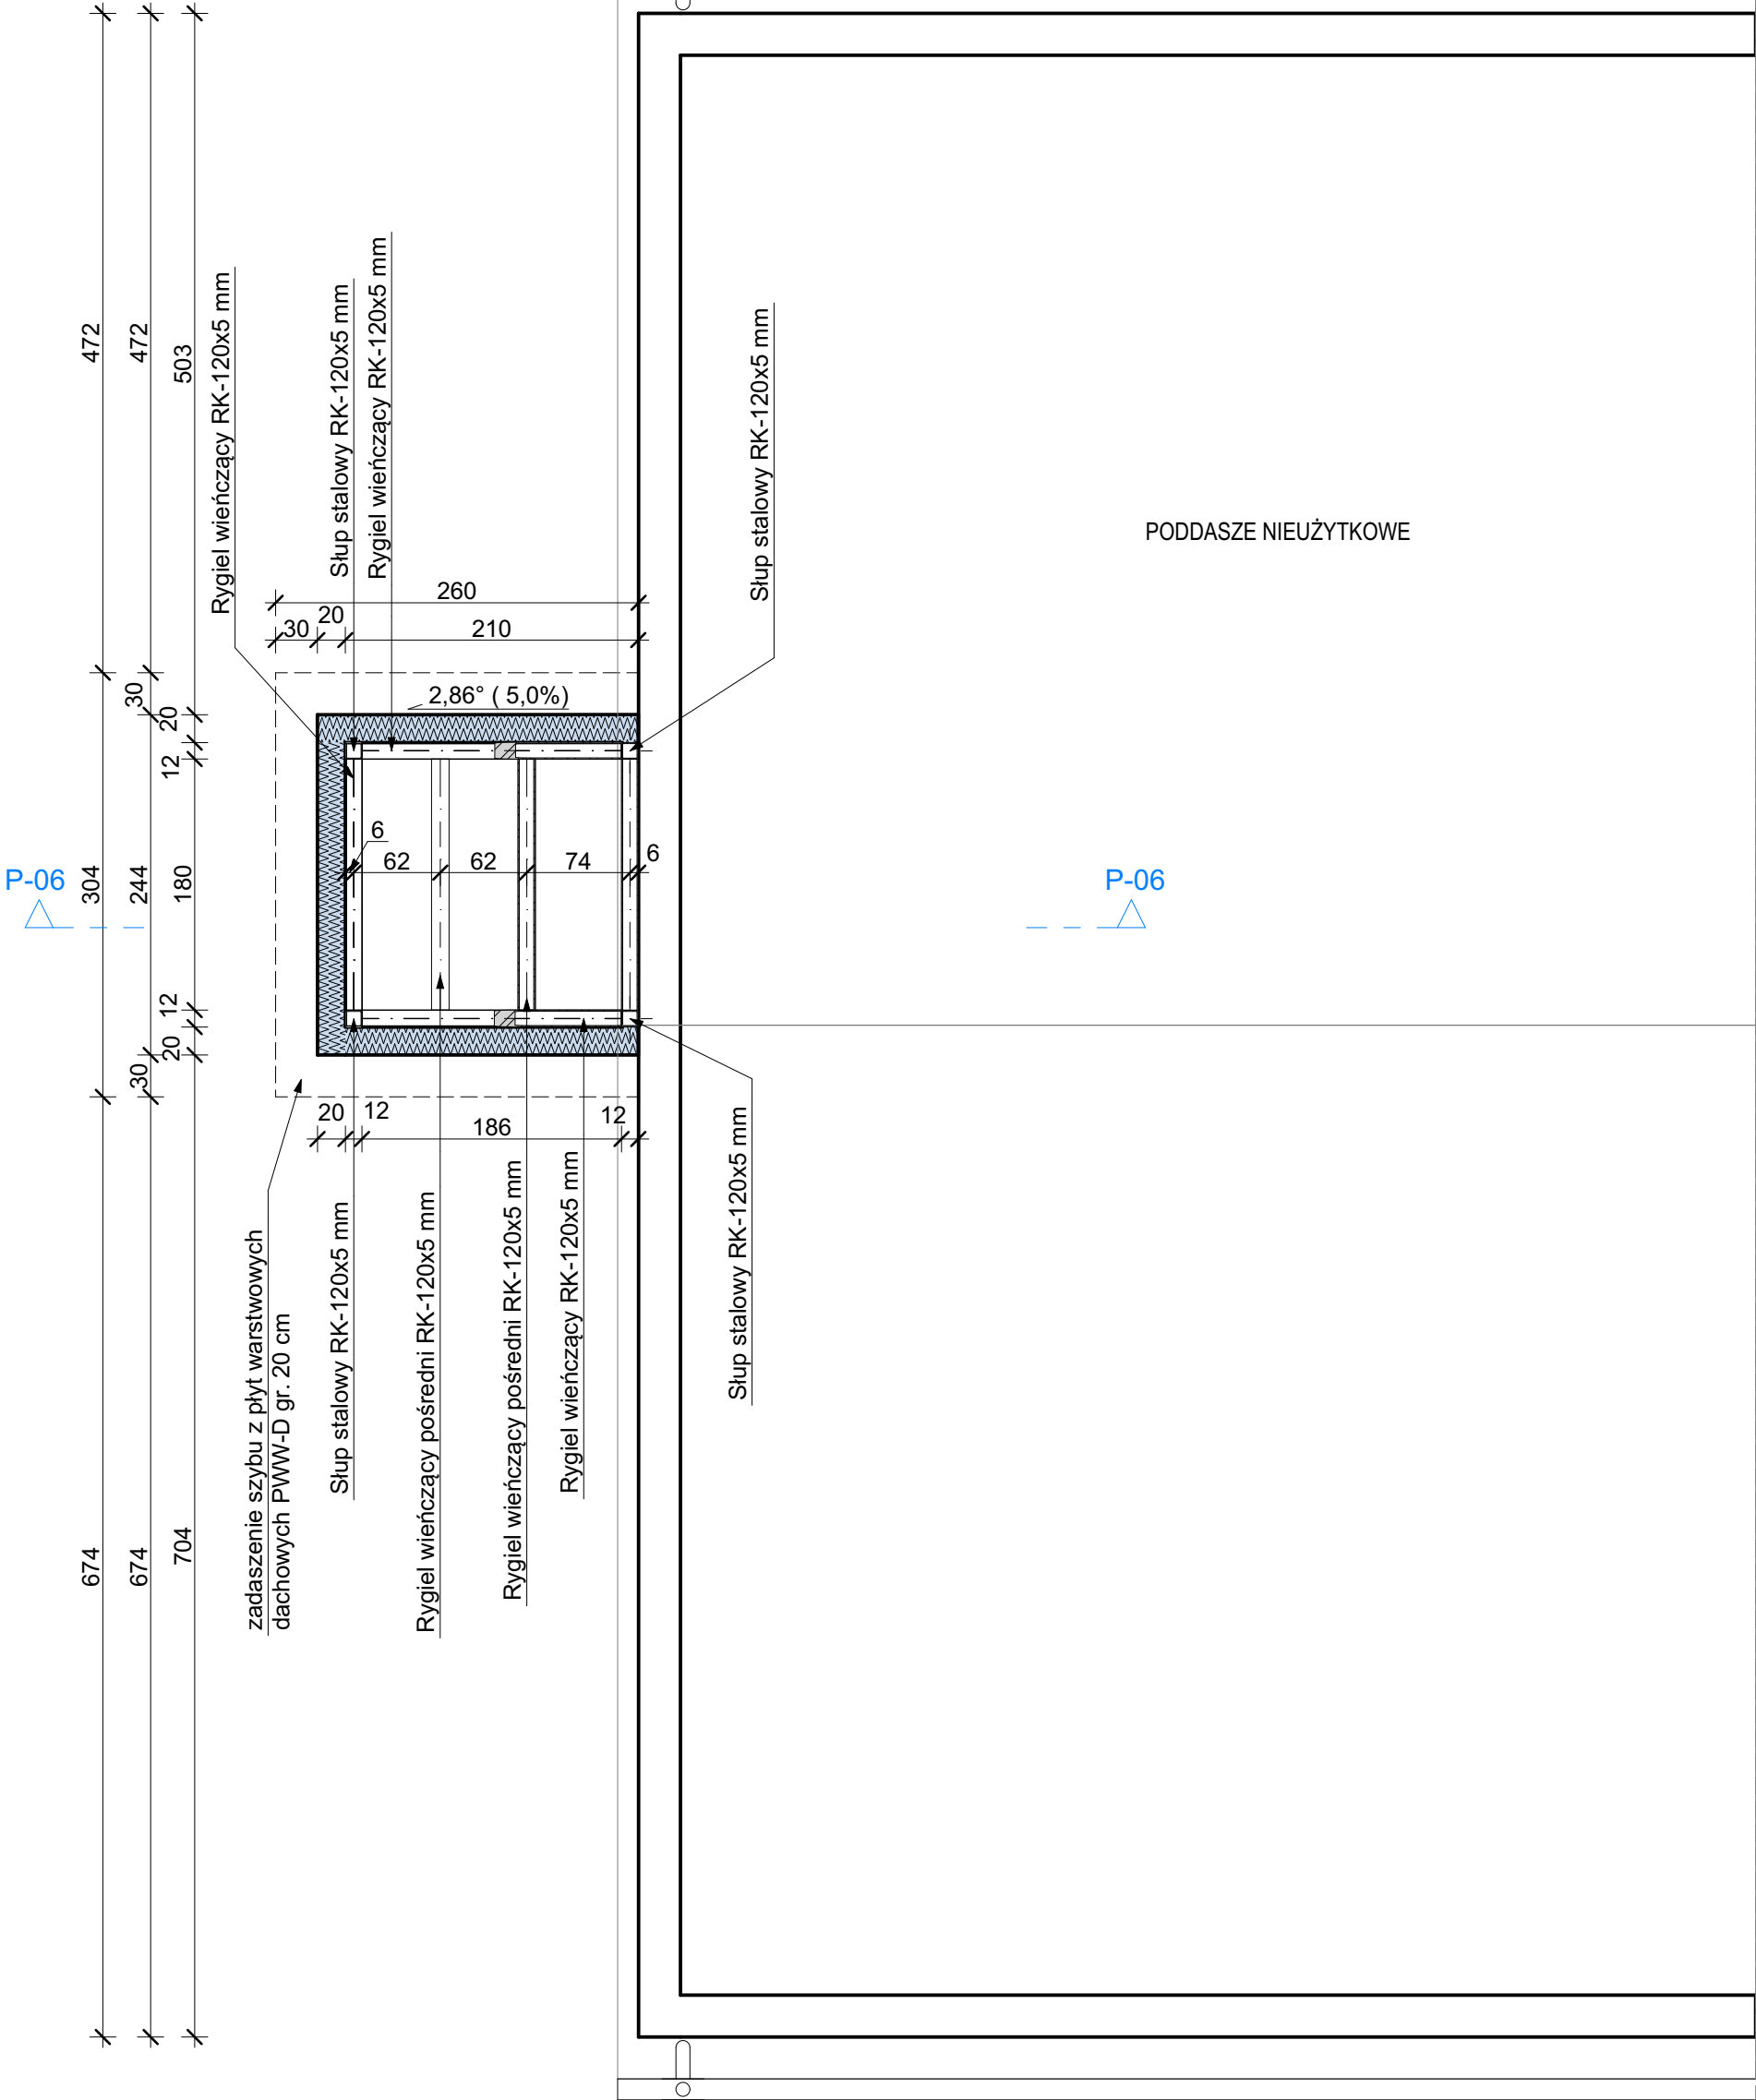 472
472
503
Rygiel wieńczący RK-120x5 mm
Słup stalowy RK-120x5 mm
Rygiel wieńczący RK-120x5 mm
Słup stalowy RK-120x5 mm
PODDASZE NIEUŻYTKOWE
260
30
20
210
30
20
12
2,86° ( 5,0%)
6
62
62
74
6
P-06
304
244
180
P-06
12
20
30
20
12
186
12
zadaszenie szybu z płyt warstwowych
dachowych PWW-D gr. 20 cm
Słup stalowy RK-120x5 mm
Rygiel wieńczący pośredni RK-120x5 mm
Rygiel wieńczący pośredni RK-120x5 mm
Rygiel wieńczący RK-120x5 mm
Słup stalowy RK-120x5 mm
674
674
704